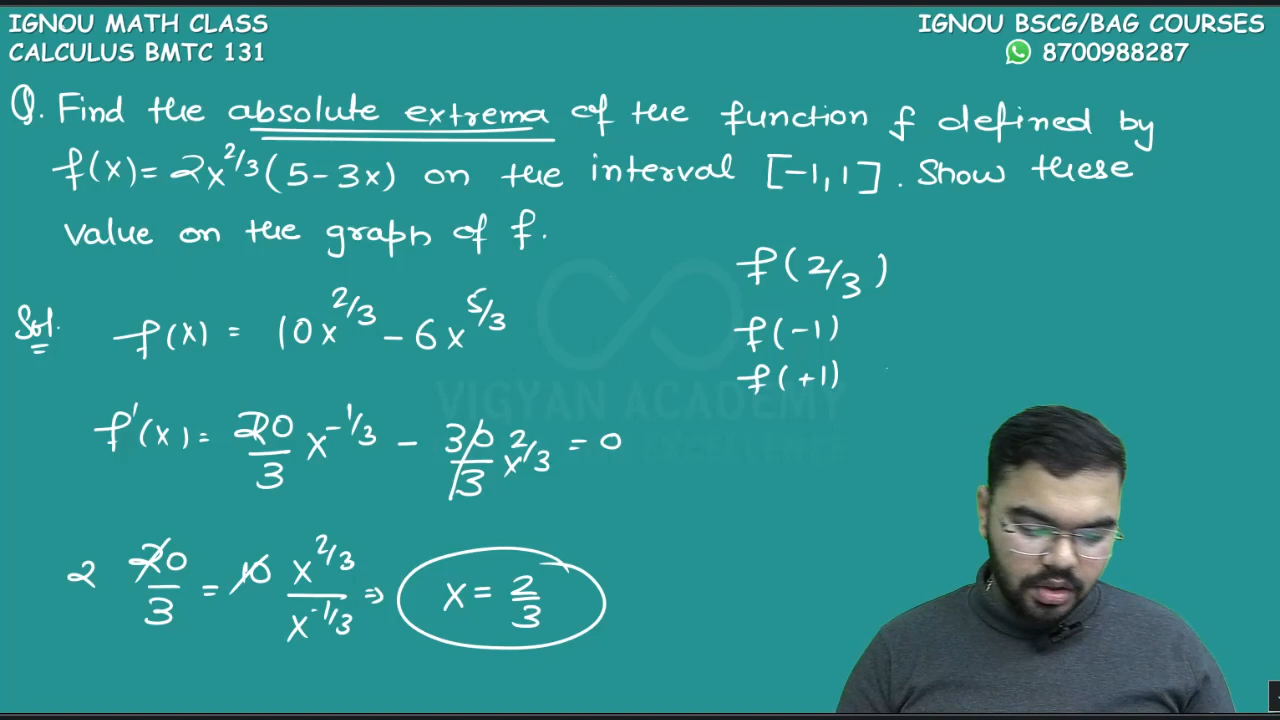 IGNOU MATH CLASS
IGNOU BSCG/BAG COURSES
CALCULUS BMTC 131
8700988287
Q. Find the absolute extrema of the function f defined by
f(x)= 2x^2/3(5-3x) on the interval [-1,1]. Show these
value on the graph of f.
f(2/3)
Sol. f(x) = 10x^2/3 - 6x^5/3
f(-1)
f(+1)
VIGYAN ACADEMY
f'(x) = 20/3 x^-1/3 - 30/3 x^2/3 = 0
2 20/3 = 10 x^2/3 / x^-1/3 ⇒ x = 2/3